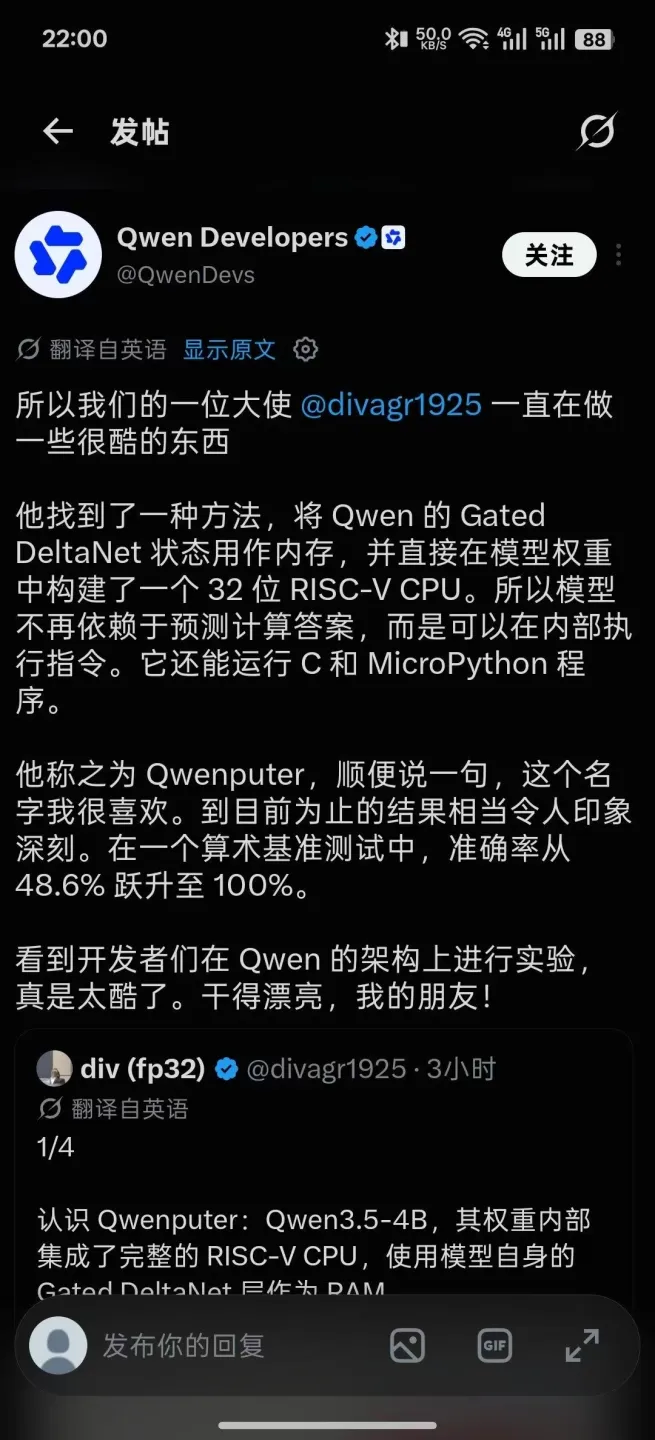 22:00
50.0 KB/S 4G 5G 88
发帖
Qwen Developers
@QwenDevs
关注
翻译自英语 显示原文
所以我们的一位大使 @divagr1925 一直在做
一些很酷的东西
他找到了一种方法，将 Qwen 的 Gated
DeltaNet 状态用作内存，并直接在模型权重
中构建了一个 32 位 RISC-V CPU。所以模型
不再依赖于预测计算答案，而是可以在内部执
行指令。它还能运行 C 和 MicroPython 程
序。
他称之为 Qwenputer，顺便说一句，这个名
字我很喜欢。到目前为止的结果相当令人印象
深刻。在一个算术基准测试中，准确率从
48.6% 跃升至 100%。
看到开发者们在 Qwen 的架构上进行实验，
真是太酷了。干得漂亮，我的朋友！
div (fp32) @divagr1925 · 3小时
翻译自英语
1/4
认识 Qwenputer：Qwen3.5-4B，其权重内部
集成了完整的 RISC-V CPU，使用模型自身的
Gated DeltaNet 层作为 RAM
发布你的回复
GIF